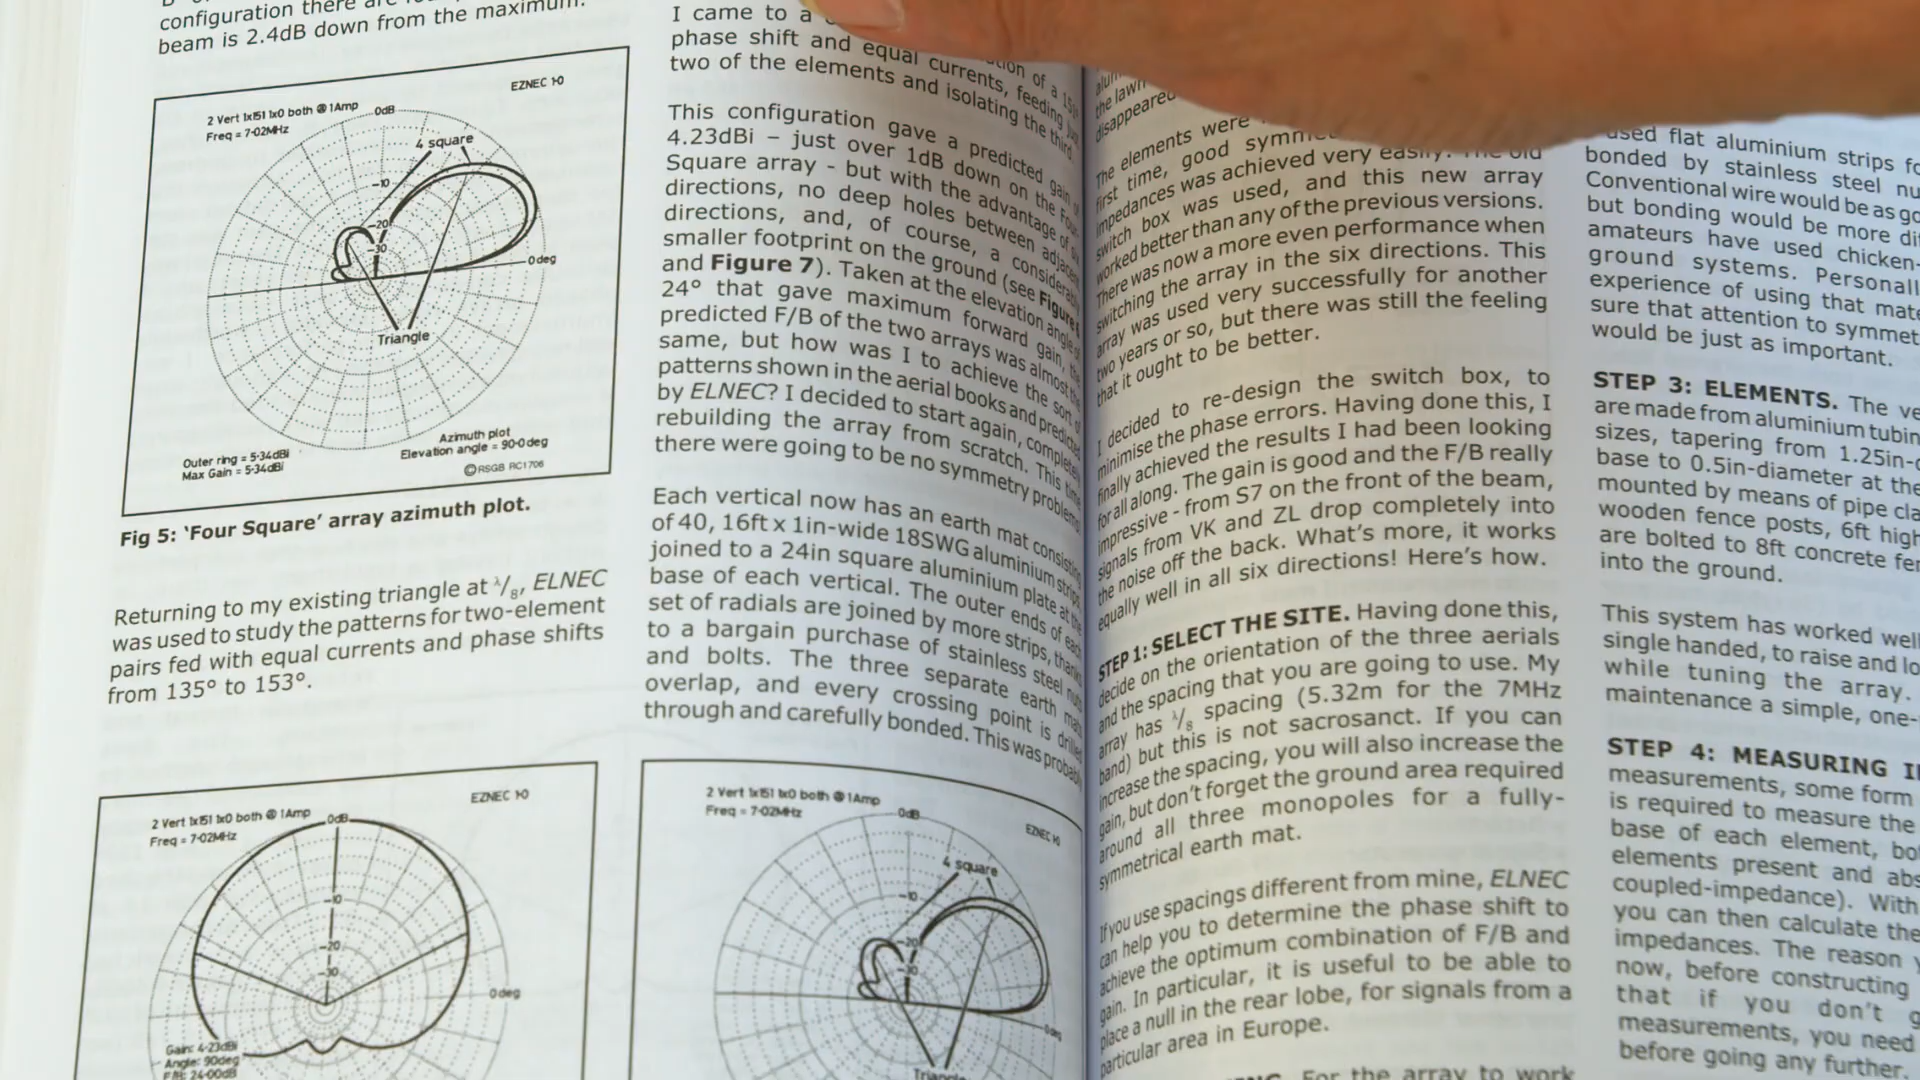 configuration there
beam is 2.4dB down from the maximum.
EZNEC 1·0
2 Vert 1x151 1x0 both @ 1Amp
Freq = 7·02MHz
0dB
4 square
-10
-20
-30
0deg
Triangle
Azimuth plot
Elevation angle = 90·0deg
Outer ring = 5·34dBi
Max Gain = 5·34dBi
©RSGB RC1706
Fig 5: ‘Four Square’ array azimuth plot.
Returning to my existing triangle at λ/8, ELNEC
was used to study the patterns for two-element
pairs fed with equal currents and phase shifts
from 135° to 153°.
EZNEC 1·0
2 Vert 1x151 1x0 both @ 1Amp
Freq = 7·02MHz
0dB
-10
-20
-30
0deg
Gain: 4·23dBi
Angle: 90deg
F/B: 24·00dB
I came to a
phase shift and equal currents, feeding
two of the elements and isolating the third.
This configuration gave a predicted gain of
4.23dBi – just over 1dB down on the Four
Square array - but with the advantage of six
directions, no deep holes between adjacent
directions, and, of course, a considerably
smaller footprint on the ground (see Figure
and Figure 7). Taken at the elevation angle of
24° that gave maximum forward gain, the
predicted F/B of the two arrays was almost the
same, but how was I to achieve the sort of
patterns shown in the aerial books and predicted
by ELNEC? I decided to start again, completely
rebuilding the array from scratch. This time
there were going to be no symmetry problems!
Each vertical now has an earth mat consisting
of 40, 16ft x 1in-wide 18SWG aluminium strips,
joined to a 24in square aluminium plate at the
base of each vertical. The outer ends of each
set of radials are joined by more strips, thanks
to a bargain purchase of stainless steel nuts
and bolts. The three separate earth mats
overlap, and every crossing point is drilled
through and carefully bonded. This was probably
2 Vert 1x151 1x0 both @ 1Amp
Freq = 7·02MHz
0dB
EZNEC 1·0
4 square
-10
-20
-30
0deg
Triangle
the lawn
disappeared
The elements were
first time, good
impedances was achieved very easily. The old
switch box was used, and this new array
worked better than any of the previous versions.
There was now a more even performance when
switching the array in the six directions. This
array was used very successfully for another
two years or so, but there was still the feeling
that it ought to be better.
I decided to re-design the switch box, to
minimise the phase errors. Having done this, I
finally achieved the results I had been looking
for all along. The gain is good and the F/B really
impressive - from S7 on the front of the beam,
signals from VK and ZL drop completely into
the noise off the back. What’s more, it works
equally well in all six directions! Here’s how.
STEP 1: SELECT THE SITE. Having done this,
decide on the orientation of the three aerials
and the spacing that you are going to use. My
array has λ/8 spacing (5.32m for the 7MHz
band) but this is not sacrosanct. If you can
increase the spacing, you will also increase the
gain, but don’t forget the ground area required
around all three monopoles for a fully-
symmetrical earth mat.
If you use spacings different from mine, ELNEC
can help you to determine the phase shift to
achieve the optimum combination of F/B and
gain. In particular, it is useful to be able to
place a null in the rear lobe, for signals from a
particular area in Europe.
For the array to work
used flat aluminium strips
bonded by stainless steel
Conventional wire would be as
but bonding would be more
amateurs have used chicken-
ground systems.
experience of using that
sure that attention to
would be just as important.
STEP 3: ELEMENTS. The
are made from aluminium
sizes, tapering from
base to 0.5in-diameter at
mounted by means of pipe
wooden fence posts, 6ft
are bolted to 8ft concrete
into the ground.
This system has worked
single handed, to raise and
while tuning the array.
maintenance a simple, one-
STEP 4: MEASURING
measurements, some form
is required to measure the
base of each element,
elements present and
coupled-impedance). With
you can then calculate
impedances. The reason
now, before constructing
that if you don’t
measurements, you need
before going any further.